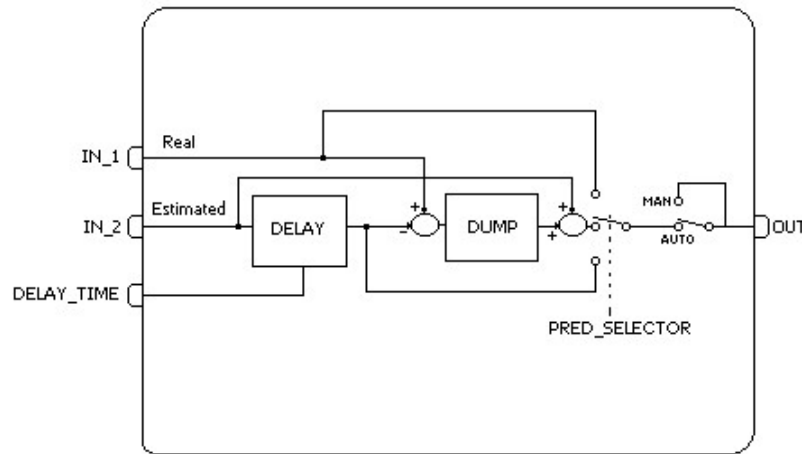 Real
IN_1
+
MAN
Estimated
+
IN_2
DELAY
-
DUMP
+
AUTO
OUT
DELAY_TIME
PRED_SELECTOR